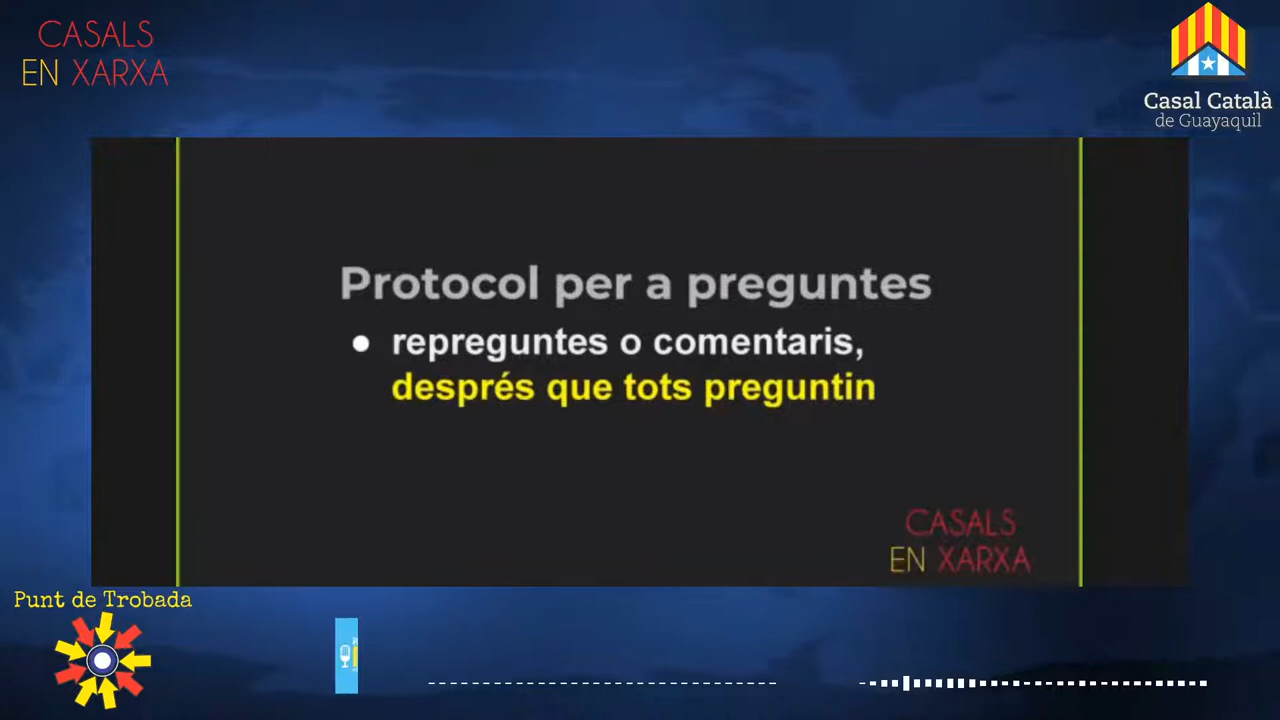 CASALS
EN XARXA
Casal Català
de Guayaquil
Protocol per a preguntes
● repreguntes o comentaris,
després que tots preguntin
CASALS
EN XARXA
Punt de Trobada